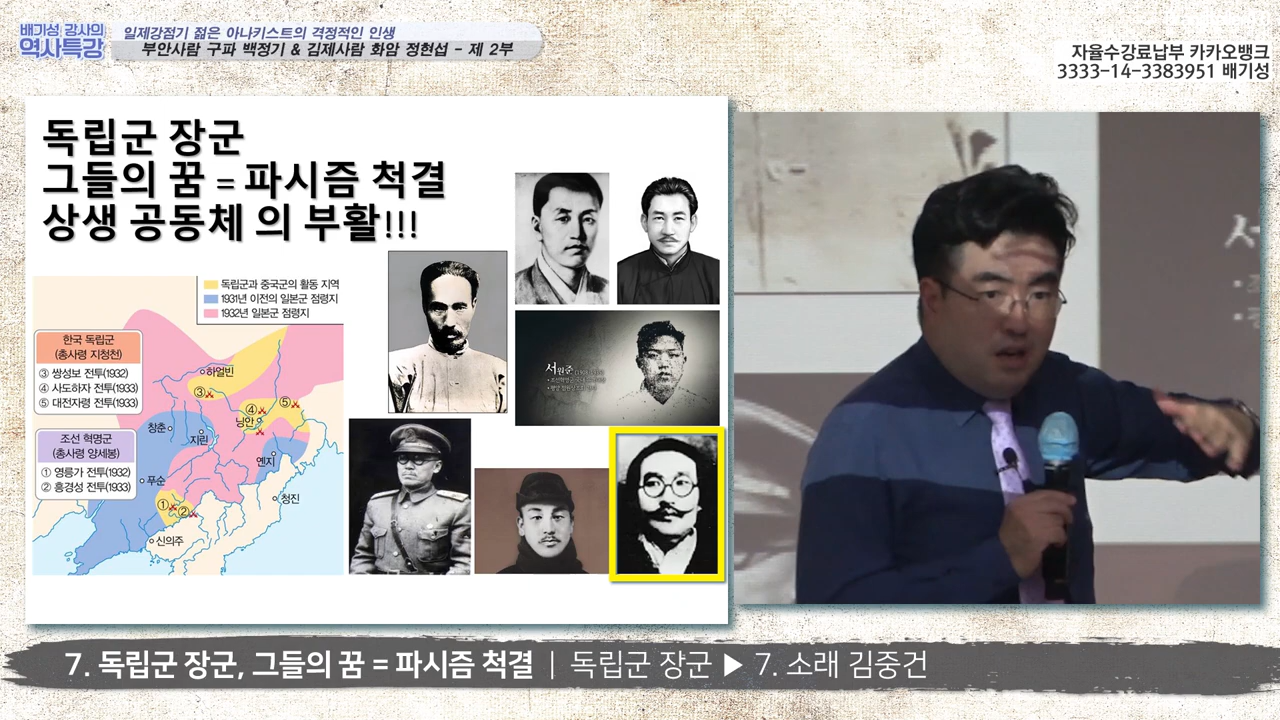 배기성 강사의
역사특강
일제강점기 젊은 아나키스트의 격정적인 인생
부안사람 구파 백정기 & 김제사람 화암 정현섭 - 제 2부
자율수강료납부 카카오뱅크
3333-14-3383951 배기성
독립군 장군
그들의 꿈 = 파시즘 척결
상생 공동체 의 부활!!!
독립군과 중국군의 활동 지역
1931년 이전의 일본군 점령지
1932년 일본군 점령지
한국 독립군
(총사령 지청천)
③ 쌍성보 전투(1932)
④ 사도하자 전투(1933)
⑤ 대전자령 전투(1933)
조선 혁명군
(총사령 양세봉)
① 영릉가 전투(1932)
② 흥경성 전투(1933)
하얼빈
③
④
⑤
닝안
창춘
지린
옌지
푸순
청진
①
②
신의주
서원준
서
7. 독립군 장군, 그들의 꿈 = 파시즘 척결 | 독립군 장군 ▶ 7. 소래 김중건